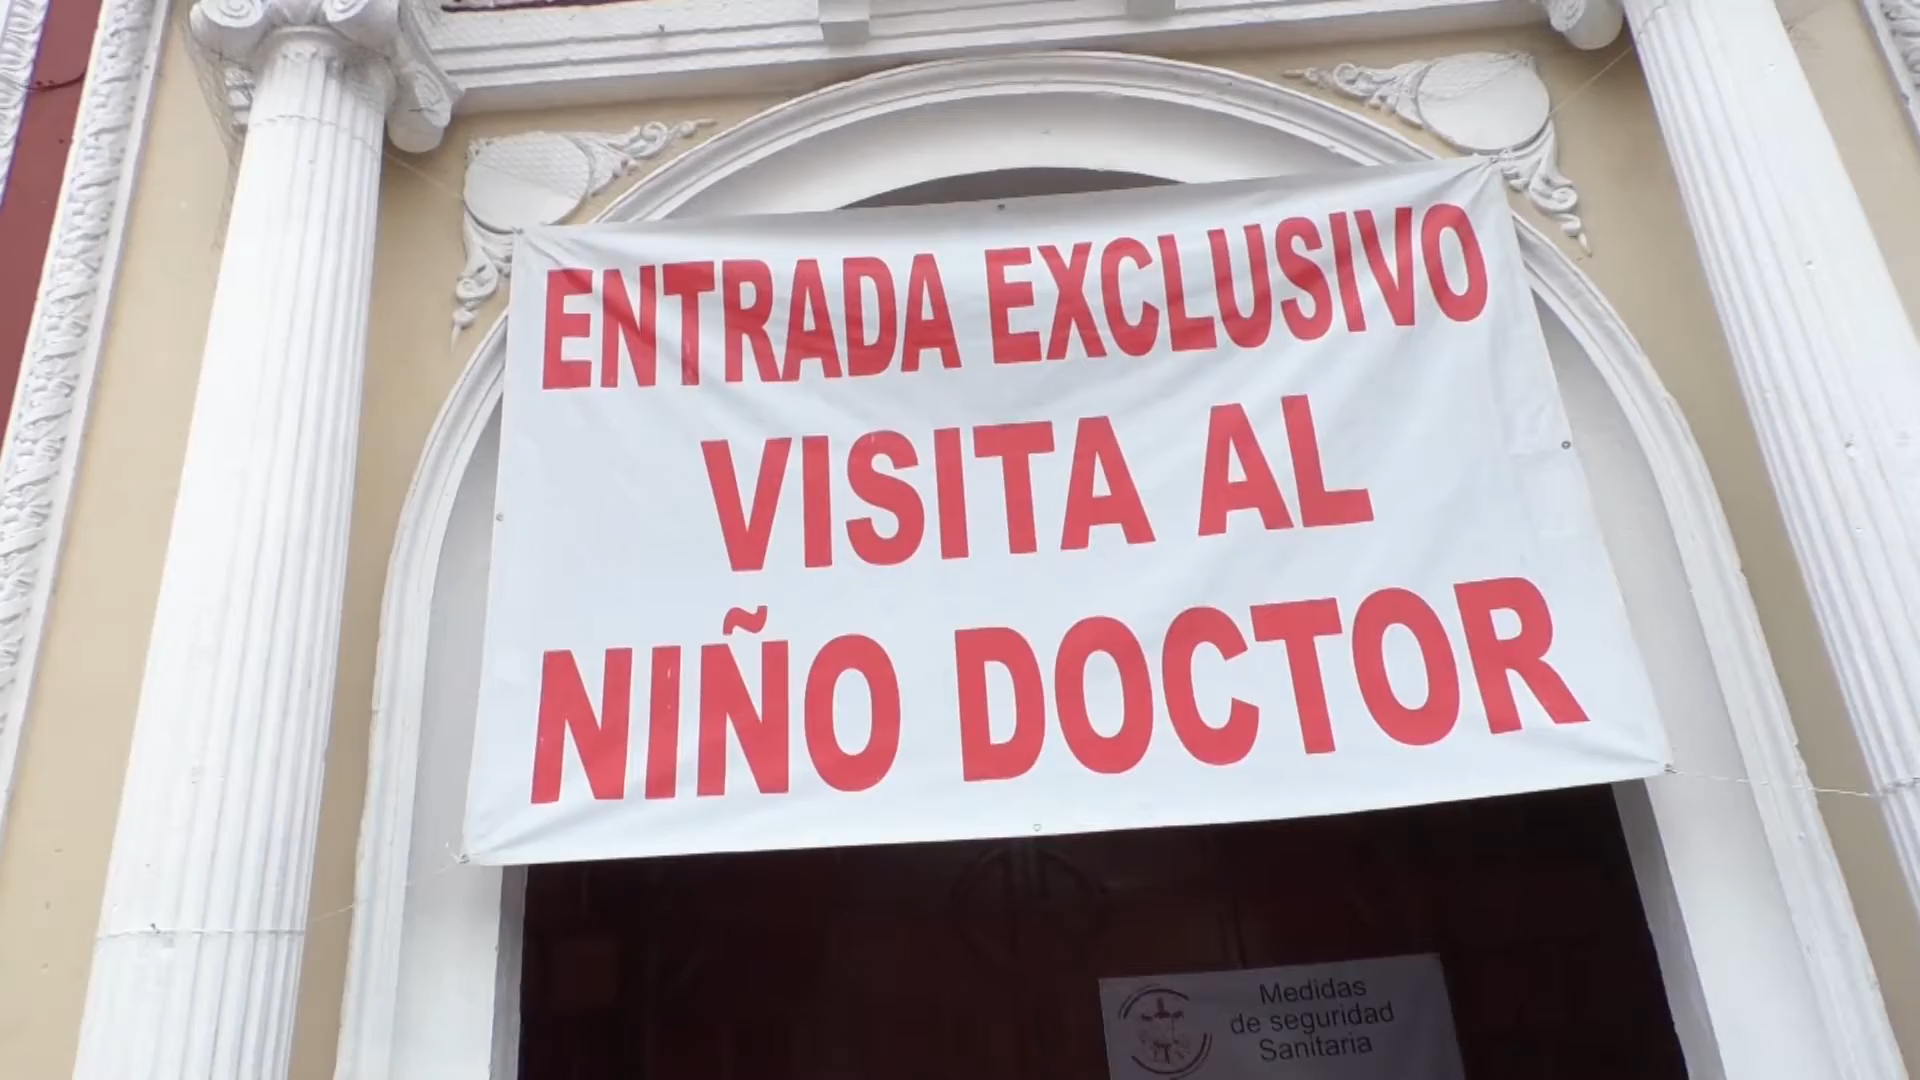 ENTRADA EXCLUSIVO
VISITA AL
NIÑO DOCTOR
Medidas
de seguridad
Sanitaria